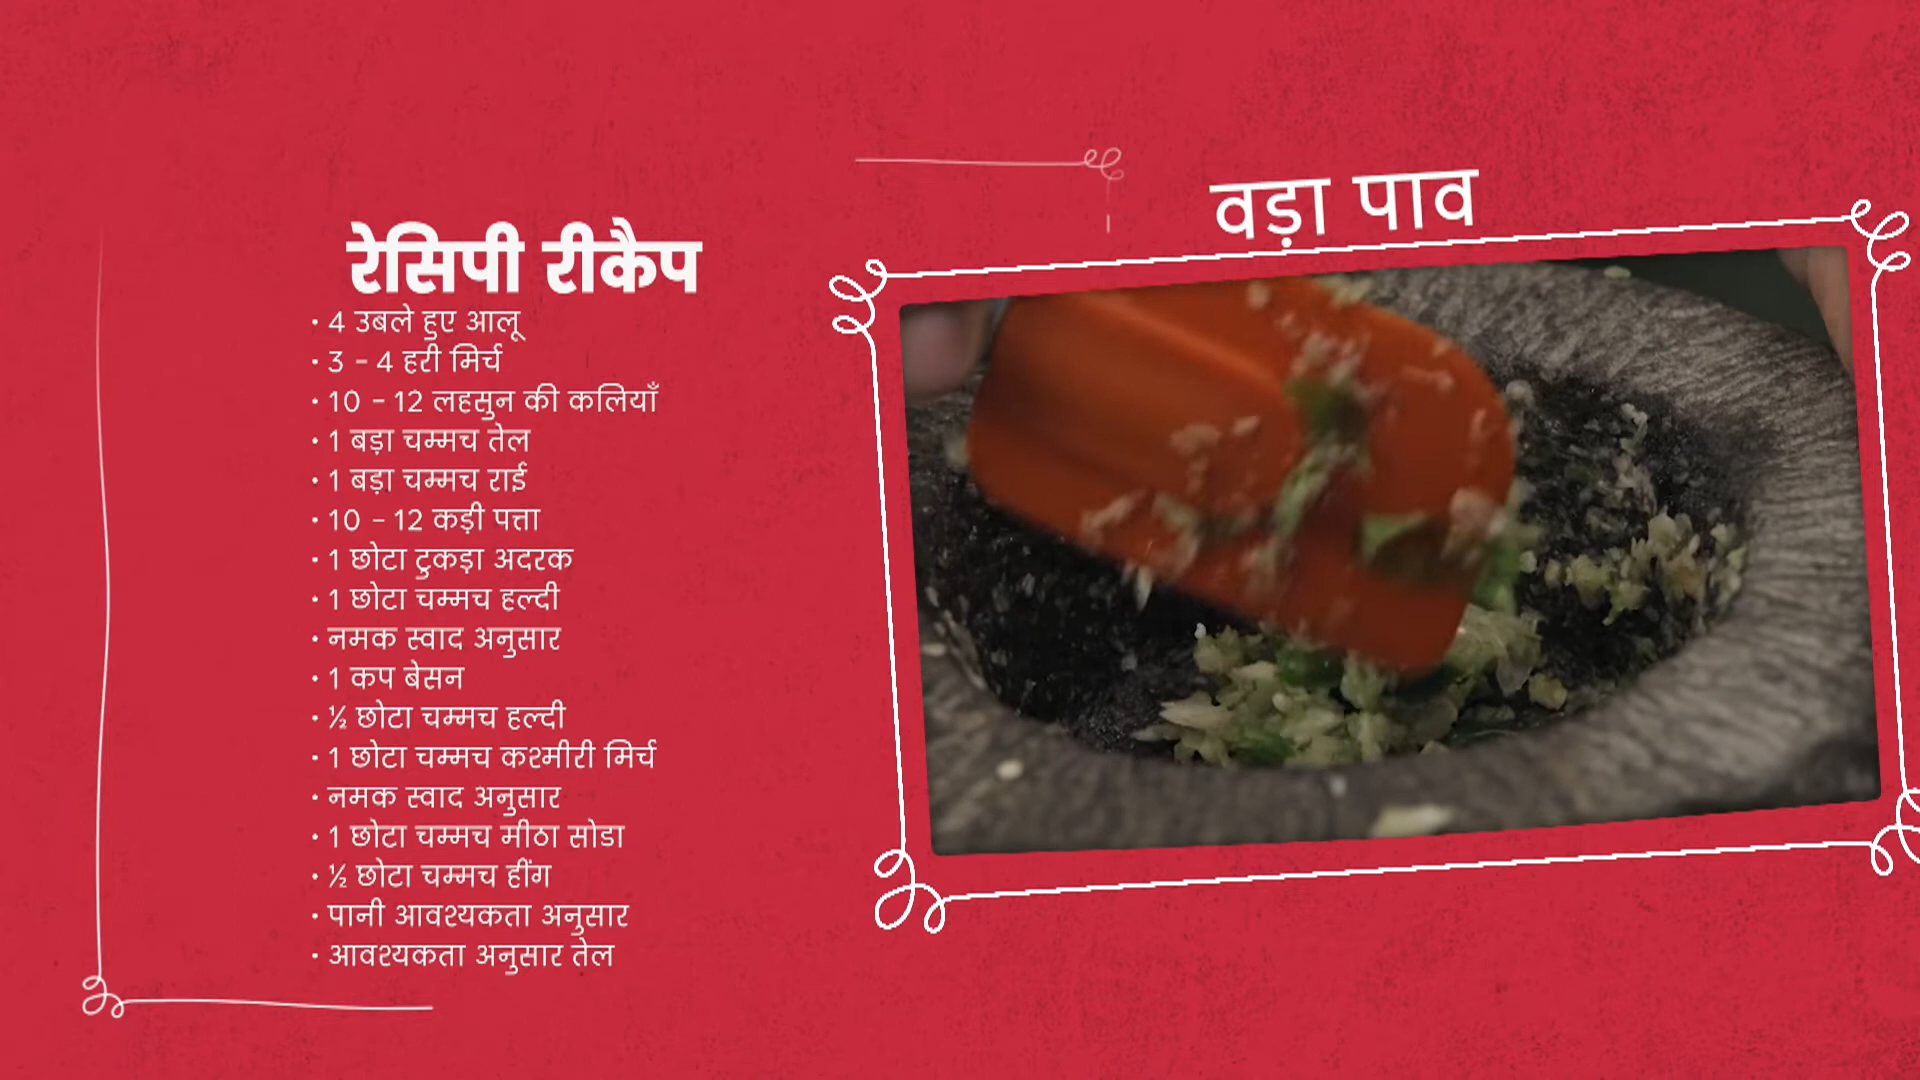 रेसिपी रीकैप
• 4 उबले हुए आलू
• 3 - 4 हरी मिर्च
• 10 - 12 लहसुन की कलियाँ
• 1 बड़ा चम्मच तेल
• 1 बड़ा चम्मच राई
• 10 - 12 कड़ी पत्ता
• 1 छोटा टुकड़ा अदरक
• 1 छोटा चम्मच हल्दी
• नमक स्वाद अनुसार
• 1 कप बेसन
• ½ छोटा चम्मच हल्दी
• 1 छोटा चम्मच कश्मीरी मिर्च
• नमक स्वाद अनुसार
• 1 छोटा चम्मच मीठा सोडा
• ½ छोटा चम्मच हींग
• पानी आवश्यकता अनुसार
• आवश्यकता अनुसार तेल
वड़ा पाव